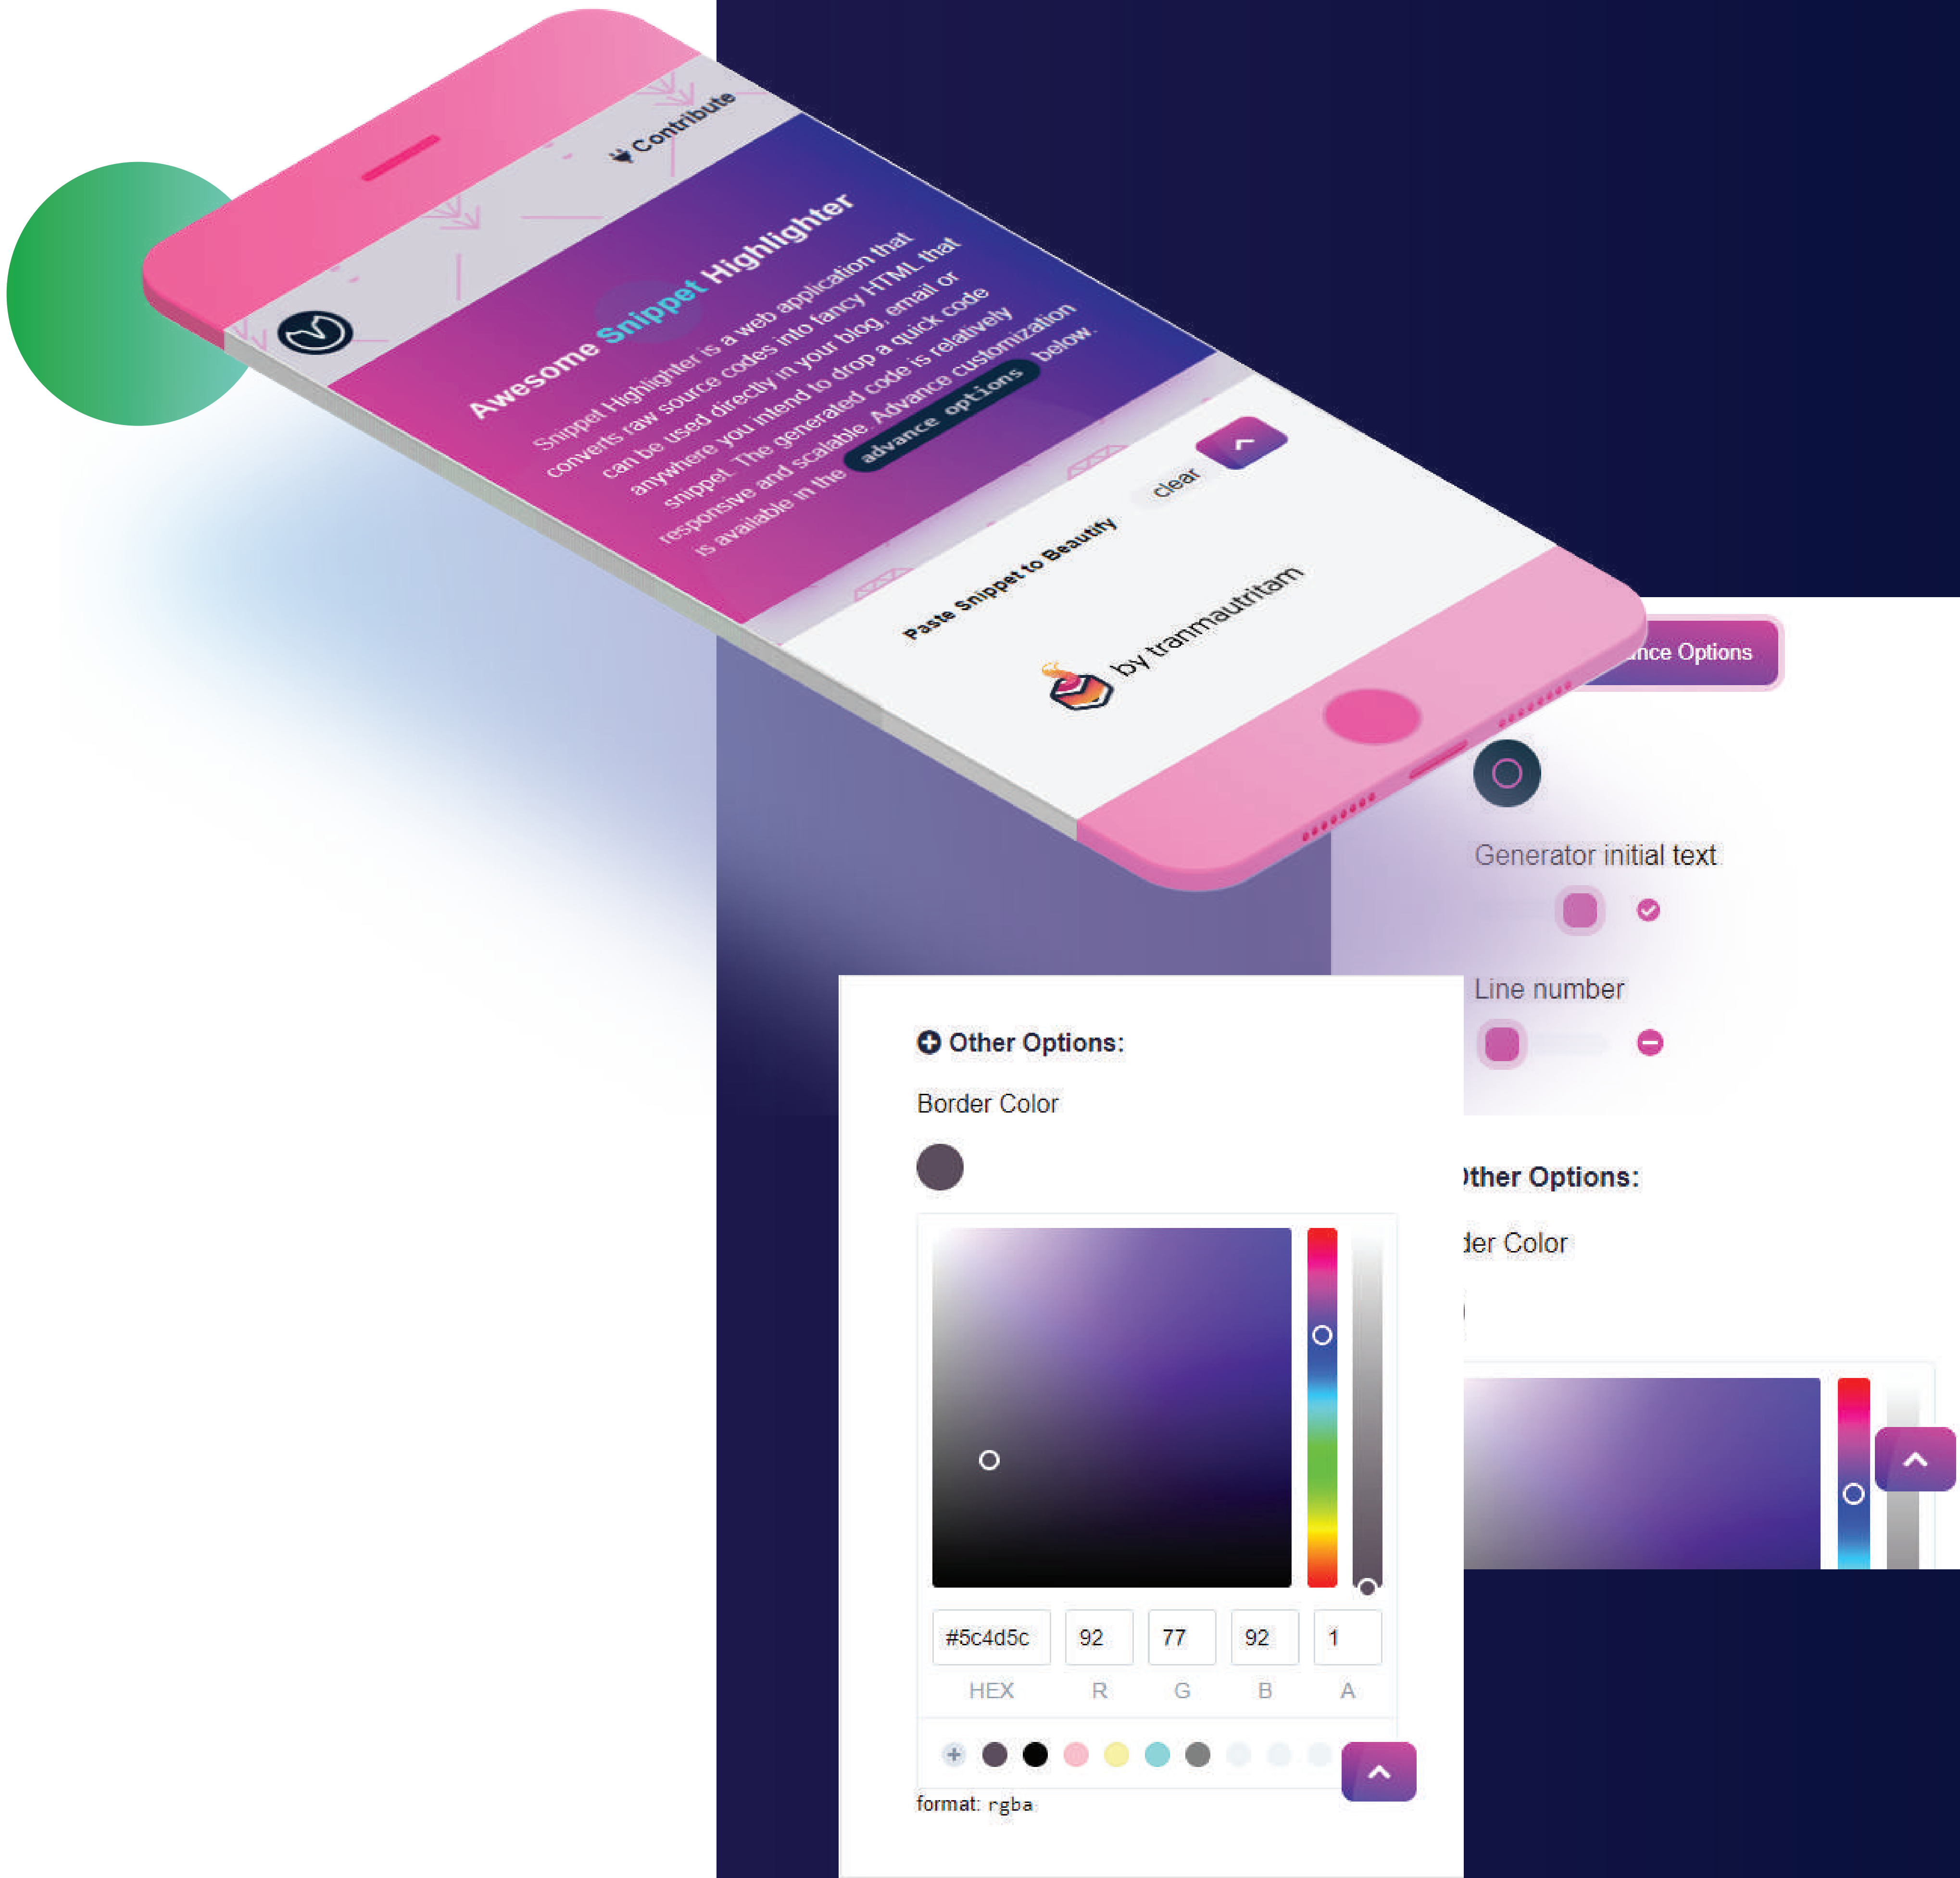 Contribute
Awesome Snippet Highlighter
Snippet Highlighter is a web application that
converts raw source codes into fancy HTML that
can be used directly in your blog, email or
anywhere you intend to drop a quick code
snippet. The generated code is relatively
responsive and scalable. Advance customization
is available in the advance options below.
Paste Snippet to Beautify
clear
by tranmautritam
Options
Generator initial text
Line number
Other Options:
Border Color
#5c4d5c
92
77
92
1
HEX
R
G
B
A
format: rgba
Options:
Color